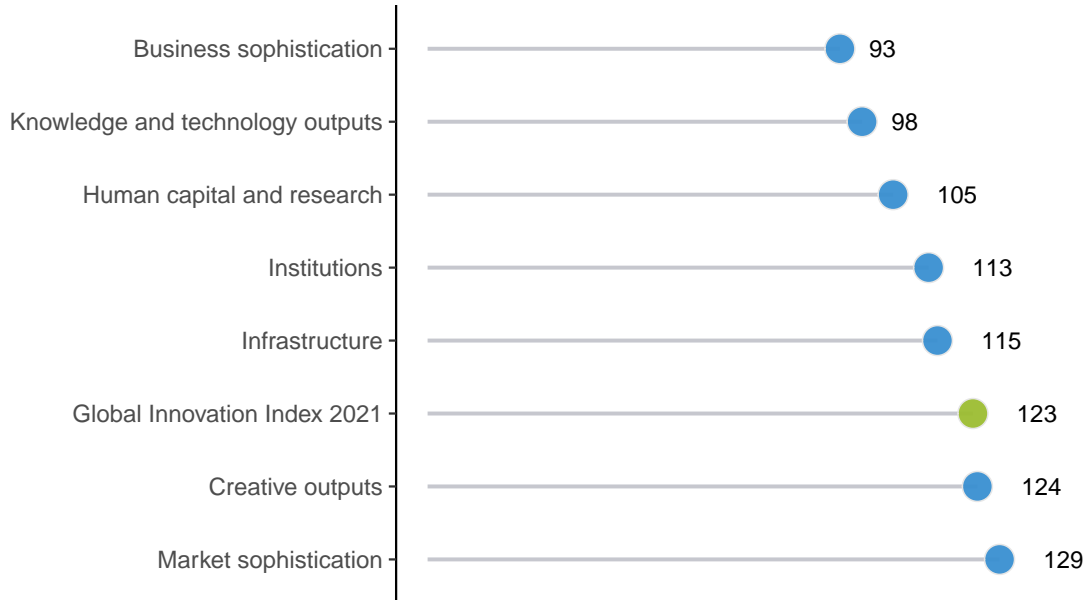 Business sophistication 93
Knowledge and technology outputs 98
Human capital and research 105
Institutions 113
Infrastructure 115
Global Innovation Index 2021 123
Creative outputs 124
Market sophistication 129